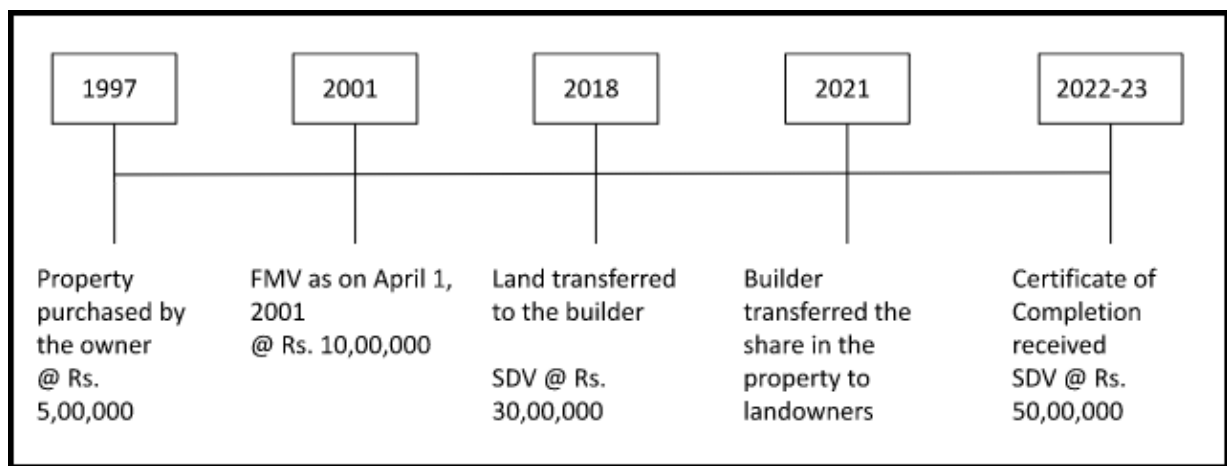 1997
2001
2018
2021
2022-23
Property
purchased by
the owner
@ Rs.
5,00,000
FMV as on April 1,
2001
@ Rs. 10,00,000
Land transferred
to the builder
SDV @ Rs.
30,00,000
Builder
transferred the
share in the
property to
landowners
Certificate of
Completion
received
SDV @ Rs.
50,00,000